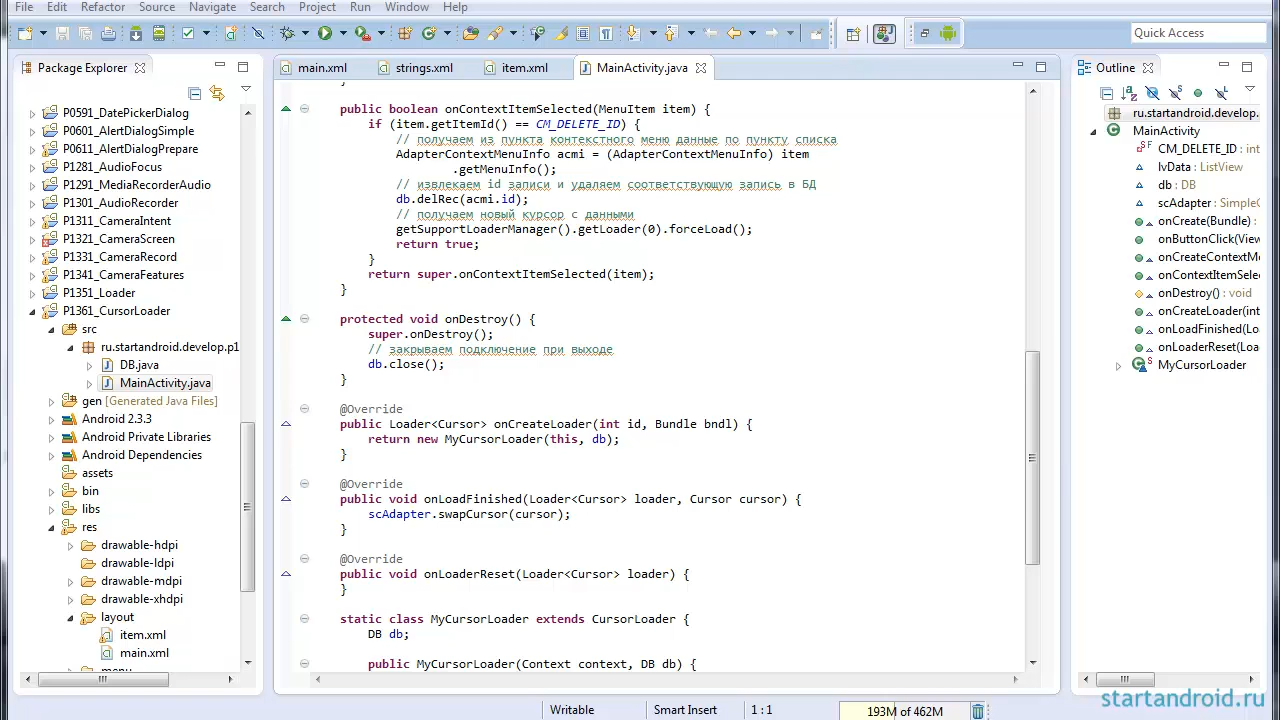 File Edit Refactoring Source Navigate Search Project Run Window Help
Quick Access
Package Explorer
P0591_DatePickerDialog
P0601_AlertDialogSimple
P0611_AlertDialogPrepare
P1281_AudioFocus
P1291_MediaRecorderAudio
P1301_AudioRecorder
P1311_CameraIntent
P1321_CameraScreen
P1331_CameraRecord
P1341_CameraFeatures
P1351_Loader
P1361_CursorLoader
src
ru.startandroid.develop.p1
DB.java
MainActivity.java
gen [Generated Java Files]
Android 2.3.3
Android Private Libraries
Android Dependencies
assets
bin
libs
res
drawable-hdpi
drawable-ldpi
drawable-mdpi
drawable-xhdpi
layout
item.xml
main.xml
main.xml strings.xml item.xml MainActivity.java
public boolean onContextItemSelected(MenuItem item) {
if (item.getItemId() == CM_DELETE_ID) {
// получаем из пункта контекстного меню данные по пункту списка
AdapterContextMenuInfo acmi = (AdapterContextMenuInfo) item
.getMenuInfo();
// извлекаем id записи и удаляем соответствующую запись в БД
db.delRec(acmi.id);
// получаем новый курсор с данными
getSupportLoaderManager().getLoader(0).forceLoad();
return true;
}
return super.onContextItemSelected(item);
}
protected void onDestroy() {
super.onDestroy();
// закрываем подключение при выходе
db.close();
}
@Override
public Loader<Cursor> onCreateLoader(int id, Bundle bndl) {
return new MyCursorLoader(this, db);
}
@Override
public void onLoadFinished(Loader<Cursor> loader, Cursor cursor) {
scAdapter.swapCursor(cursor);
}
@Override
public void onLoaderReset(Loader<Cursor> loader) {
}
static class MyCursorLoader extends CursorLoader {
DB db;
public MyCursorLoader(Context context, DB db) {
Outline
ru.startandroid.develop.
MainActivity
CM_DELETE_ID : int
lvData : ListView
db : DB
scAdapter : SimpleC
onCreate(Bundle) :
onButtonClick(View
onCreateContextMe
onContextItemSelec
onDestroy() : void
onCreateLoader(int
onLoadFinished(Loa
onLoaderReset(Loa
MyCursorLoader
Writable Smart Insert 1 : 1 193M of 462M
startandroid.ru